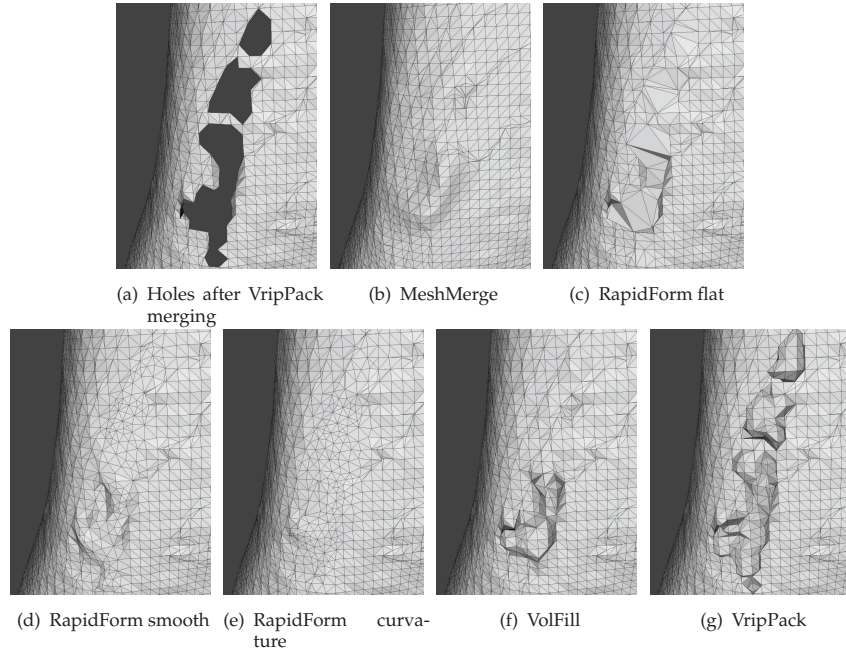 (a) Holes after VripPack
merging
(b) MeshMerge
(c) RapidForm flat
(d) RapidForm smooth
(e) RapidForm curva-
ture
(f) VolFill
(g) VripPack